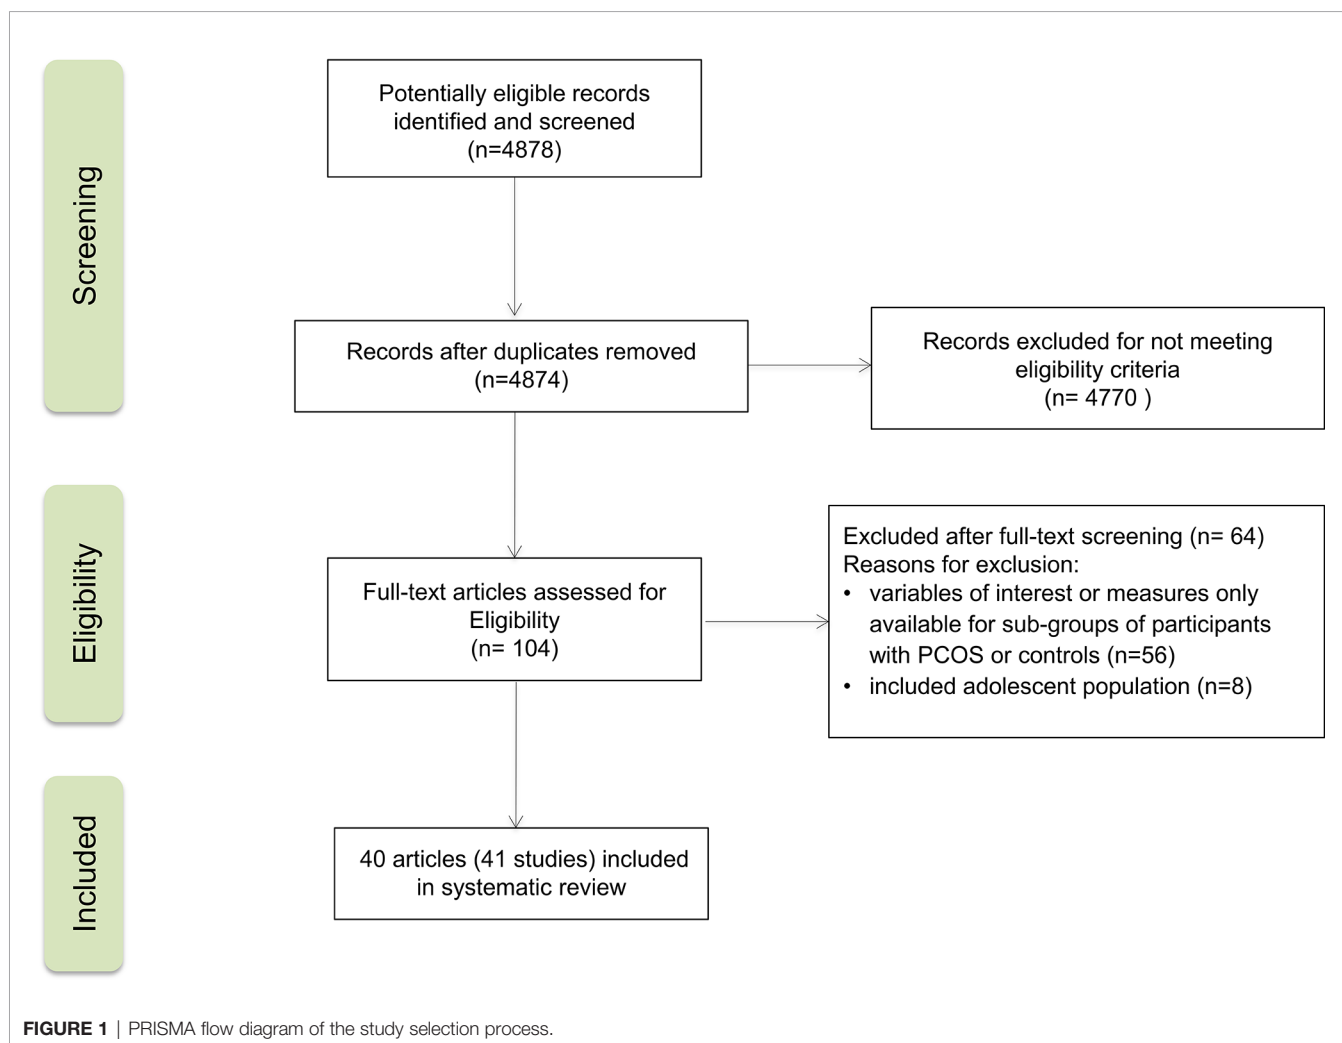 Screening
Potentially eligible records
identified and screened
(n=4878)
Records after duplicates removed
(n=4874)
Records excluded for not meeting
eligibility criteria
(n= 4770 )
Eligibility
Full-text articles assessed for
Eligibility
(n= 104)
Excluded after full-text screening (n= 64)
Reasons for exclusion:
• variables of interest or measures only
available for sub-groups of participants
with PCOS or controls (n=56)
• included adolescent population (n=8)
Included
40 articles (41 studies) included
in systematic review
FIGURE 1 | PRISMA flow diagram of the study selection process.